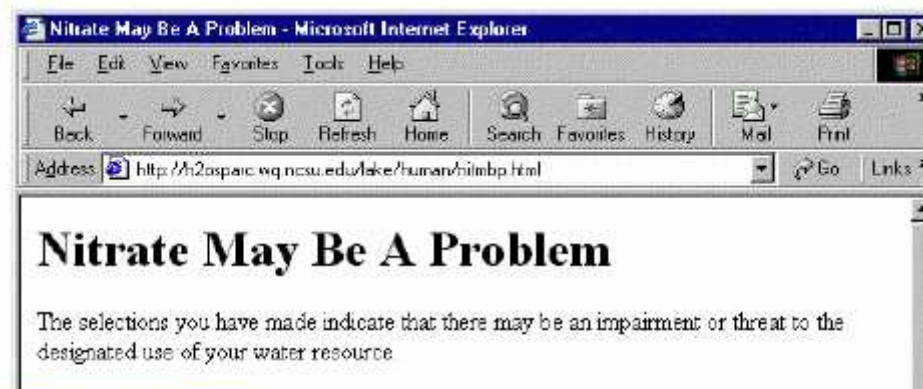 Nitrate May Be A Problem - Microsoft Internet Explorer
File Edit View Favorites Tools Help
Back Forward Stop Refresh Home Search Favorites History Mail Print
Address http://h2osparc.wq.ncsu.edu/lake/human/nitmbp.html Go Links
Nitrate May Be A Problem
The selections you have made indicate that there may be an impairment or threat to the
designated use of your water resource.